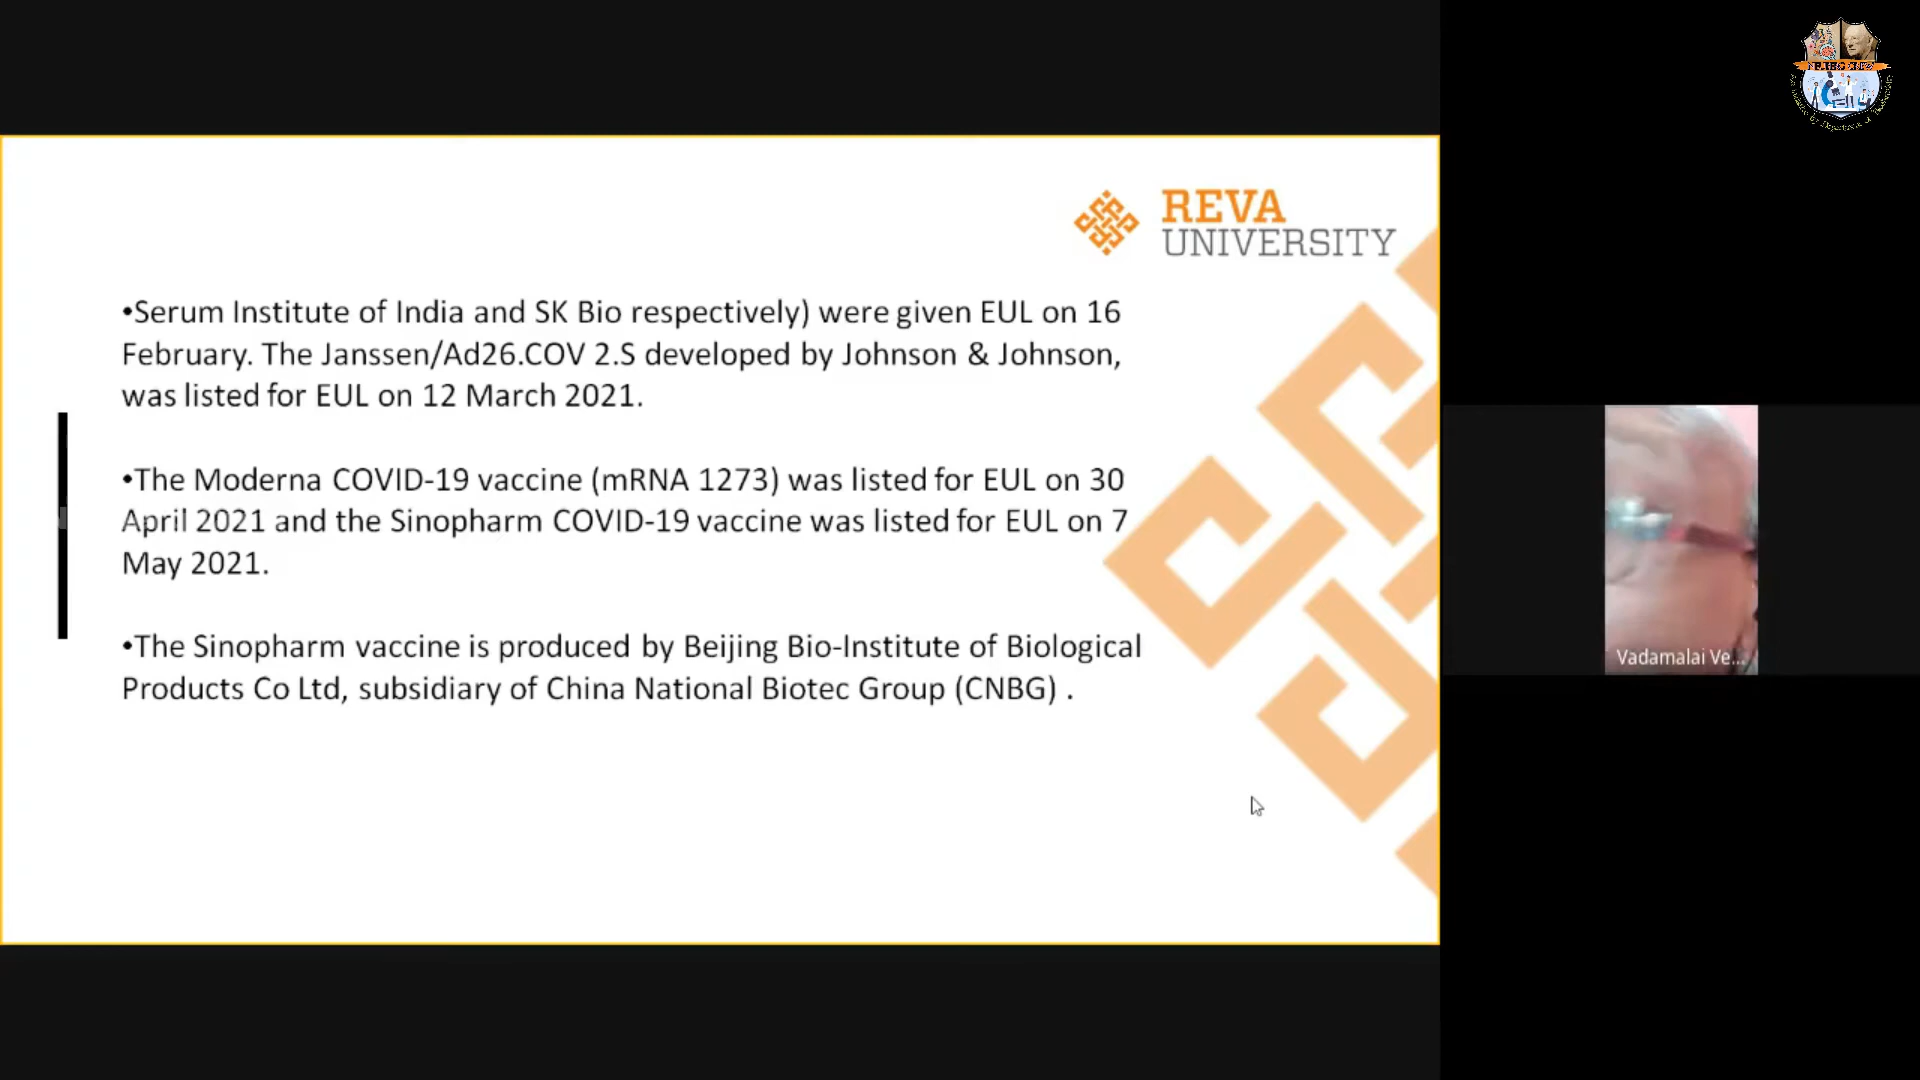 REVA
UNIVERSITY
•Serum Institute of India and SK Bio respectively) were given EUL on 16
February. The Janssen/Ad26.COV 2.S developed by Johnson & Johnson,
was listed for EUL on 12 March 2021.
•The Moderna COVID-19 vaccine (mRNA 1273) was listed for EUL on 30
April 2021 and the Sinopharm COVID-19 vaccine was listed for EUL on 7
May 2021.
•The Sinopharm vaccine is produced by Beijing Bio-Institute of Biological
Products Co Ltd, subsidiary of China National Biotec Group (CNBG) .
Vadamalai Ve...